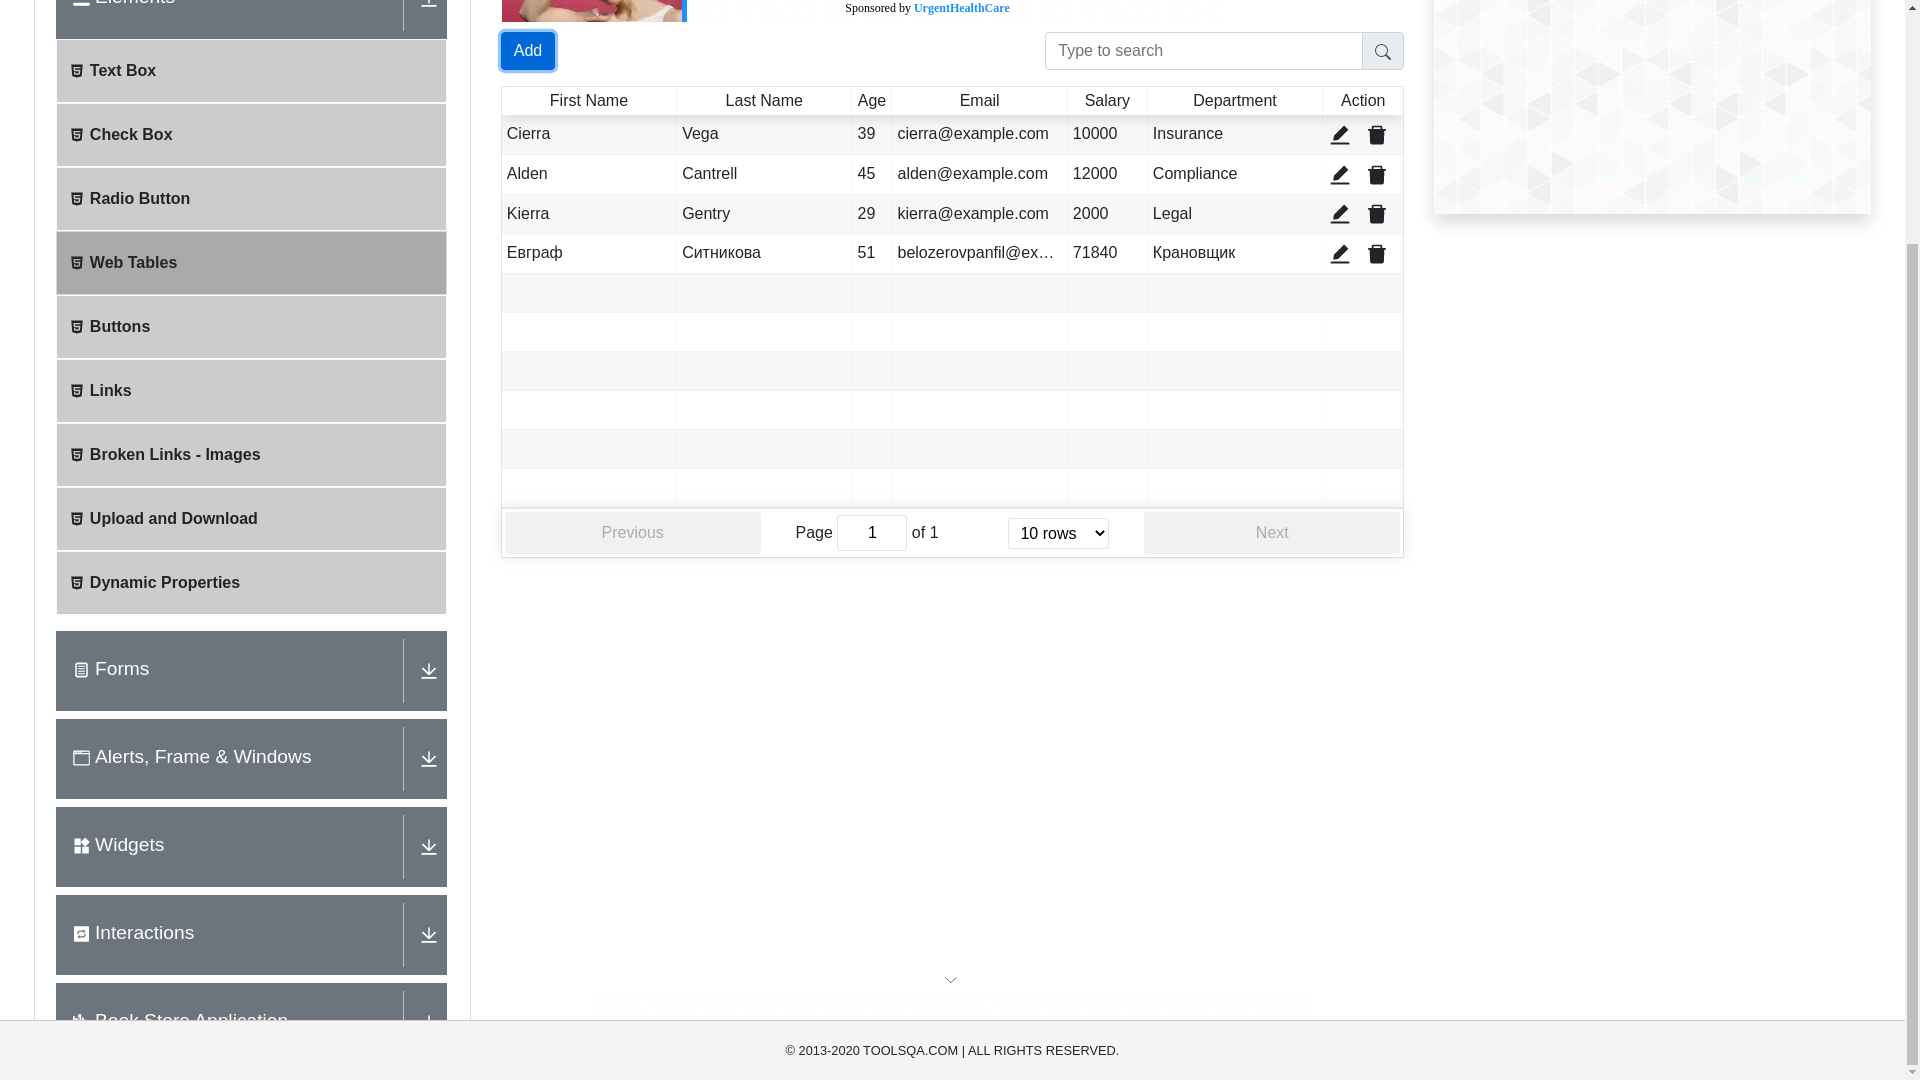 Elements
Sponsored by UrgentHealthCare
Text Box
Check Box
Radio Button
Web Tables
Buttons
Links
Broken Links - Images
Upload and Download
Dynamic Properties
Forms
Alerts, Frame & Windows
Widgets
Interactions
Book Store Application
Add
Type to search
First Name Last Name Age Email Salary Department Action
Cierra Vega 39 cierra@example.com 10000 Insurance
Alden Cantrell 45 alden@example.com 12000 Compliance
Kierra Gentry 29 kierra@example.com 2000 Legal
Евграф Ситникова 51 belozerovpanfil@ex… 71840 Крановщик
Previous Page 1 of 1 10 rows Next
© 2013-2020 TOOLSQA.COM | ALL RIGHTS RESERVED.